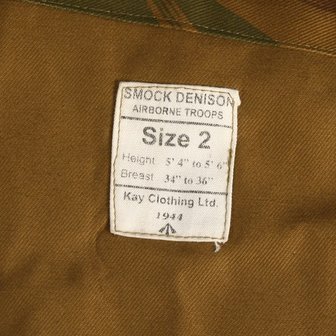 SMOCK DENISON
AIRBORNE TROOPS
Size 2
Height 5' 4" to 5' 6"
Breast 34" to 36"
Kay Clothing Ltd.
1944